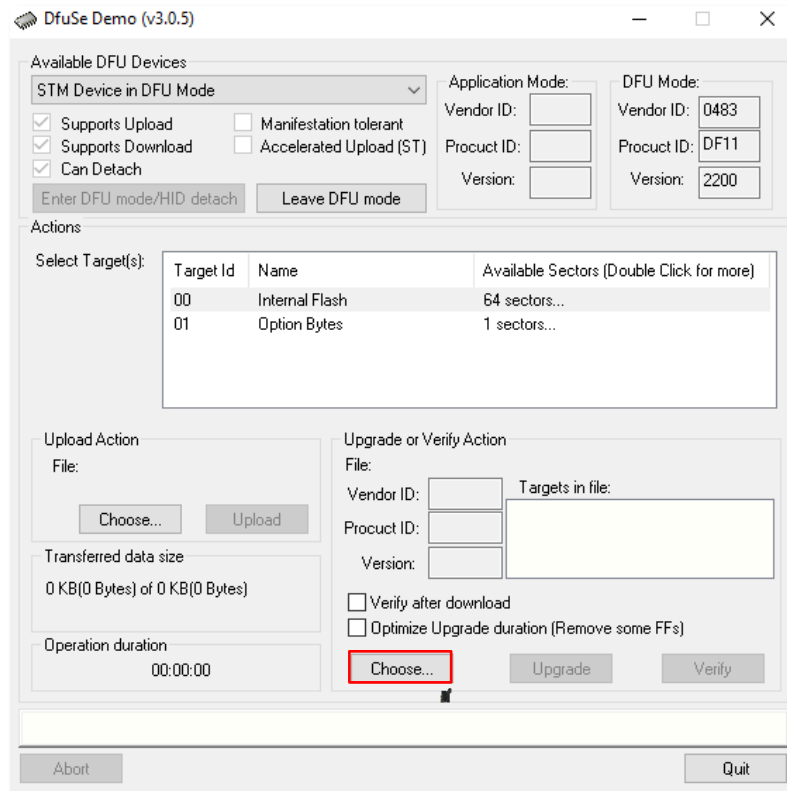 DfuSe Demo (v3.0.5)
Available DFU Devices
STM Device in DFU Mode
Supports Upload
Manifestation tolerant
Supports Download
Accelerated Upload (ST)
Can Detach
Enter DFU mode/HID detach
Leave DFU mode
Application Mode:
Vendor ID:
Procuct ID:
Version:
DFU Mode:
Vendor ID: 0483
Procuct ID: DF11
Version: 2200
Actions
Select Target(s):
Target Id Name Available Sectors (Double Click for more)
00 Internal Flash 64 sectors...
01 Option Bytes 1 sectors...
Upload Action
File:
Choose... Upload
Transferred data size
0 KB(0 Bytes) of 0 KB(0 Bytes)
Operation duration
00:00:00
Upgrade or Verify Action
File:
Vendor ID:
Procuct ID:
Version:
Targets in file:
Verify after download
Optimize Upgrade duration (Remove some FFs)
Choose... Upgrade Verify
Abort Quit